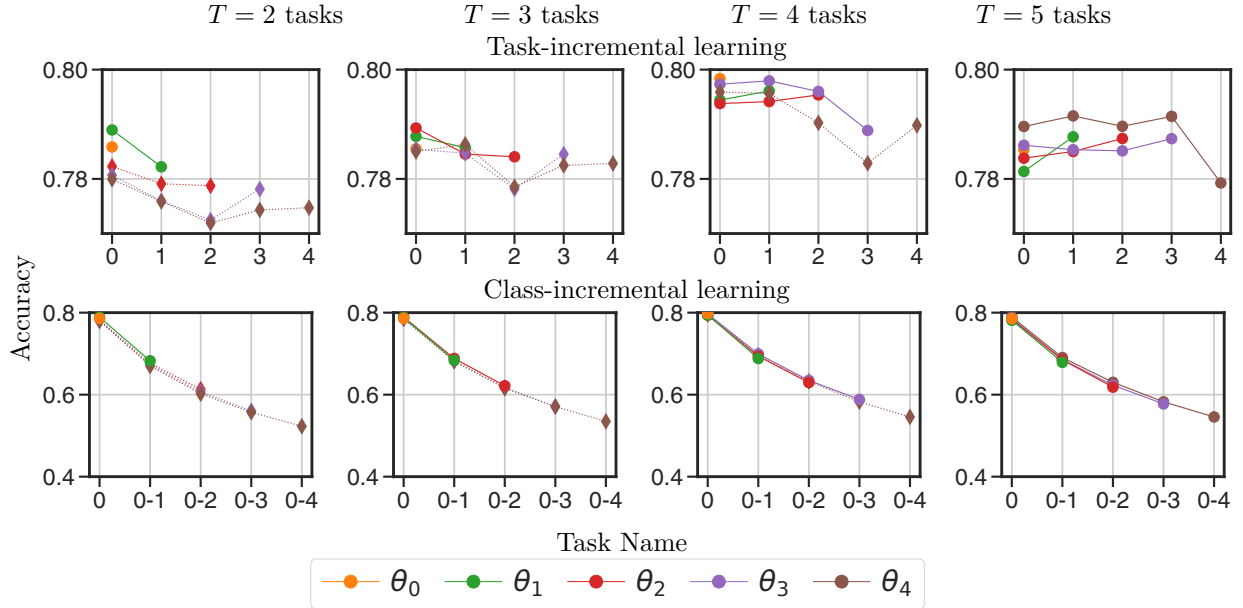 T = 2 tasks T = 3 tasks T = 4 tasks T = 5 tasks
Task-incremental learning
0.80 0.80 0.80 0.80
0.78 0.78 0.78 0.78
0 1 2 3 4 0 1 2 3 4 0 1 2 3 4 0 1 2 3 4
Accuracy
Class-incremental learning
0.8 0.8 0.8 0.8
0.6 0.6 0.6 0.6
0.4 0.4 0.4 0.4
0 0-1 0-2 0-3 0-4 0 0-1 0-2 0-3 0-4 0 0-1 0-2 0-3 0-4 0 0-1 0-2 0-3 0-4
Task Name
θ₀ θ₁ θ₂ θ₃ θ₄